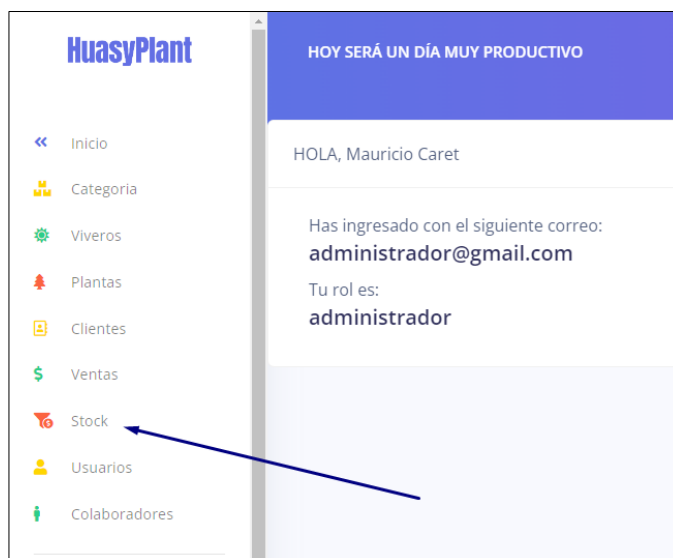 HuasyPlant
Inicio
Categoria
Viveros
Plantas
Clientes
Ventas
Stock
Usuarios
Colaboradores
HOY SERÁ UN DÍA MUY PRODUCTIVO
HOLA, Mauricio Caret
Has ingresado con el siguiente correo:
administrador@gmail.com
Tu rol es:
administrador